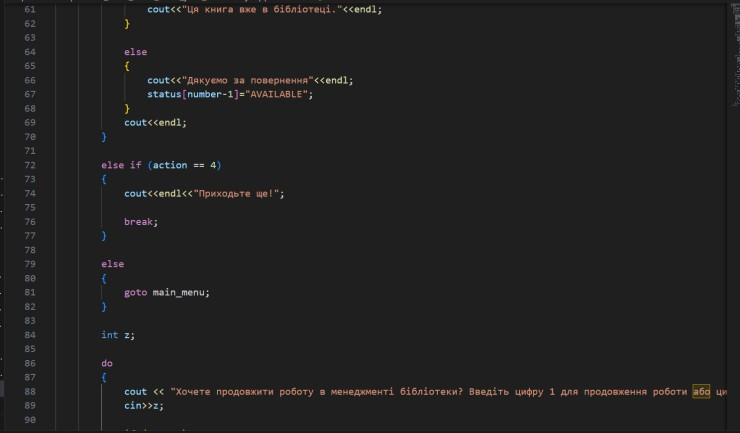 61 cout<<"Ця книга вже в бібліотеці."<<endl;
62 }
63
64 else
65 {
66 cout<<"Дякуємо за повернення"<<endl;
67 status[number-1]="AVAILABLE";
68 }
69 cout<<endl;
70 }
71
72 else if (action == 4)
73 {
74 cout<<endl<<"Приходьте ще!";
75
76 break;
77 }
78
79 else
80 {
81 goto main_menu;
82 }
83
84 int z;
85
86 do
87 {
88 cout << "Хочете продовжити роботу в менеджменті бібліотеки? Введіть цифру 1 для продовження роботи або ци
89 cin>>z;
90